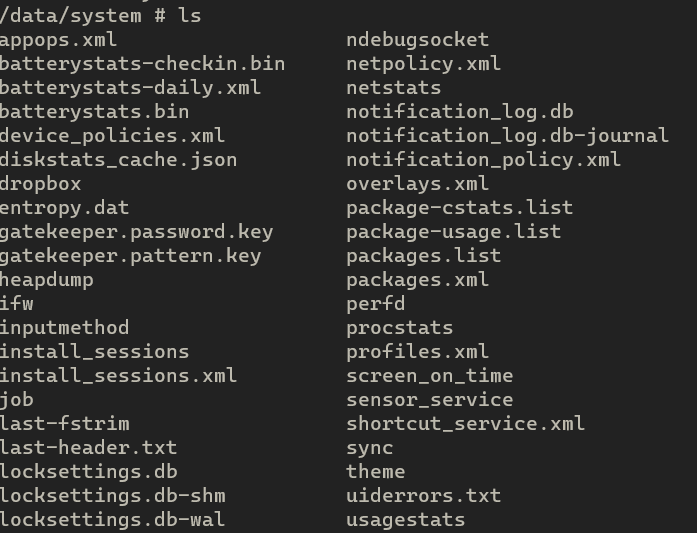 /data/system # ls
appops.xml ndebugsocket
batterystats-checkin.bin netpolicy.xml
batterystats-daily.xml netstats
batterystats.bin notification_log.db
device_policies.xml notification_log.db-journal
diskstats_cache.json notification_policy.xml
dropbox overlays.xml
entropy.dat package-cstats.list
gatekeeper.password.key package-usage.list
gatekeeper.pattern.key packages.list
heapdump packages.xml
ifw perfd
inputmethod procstats
install_sessions profiles.xml
install_sessions.xml screen_on_time
job sensor_service
last-fstrim shortcut_service.xml
last-header.txt sync
locksettings.db theme
locksettings.db-shm uiderrors.txt
locksettings.db-wal usagestats